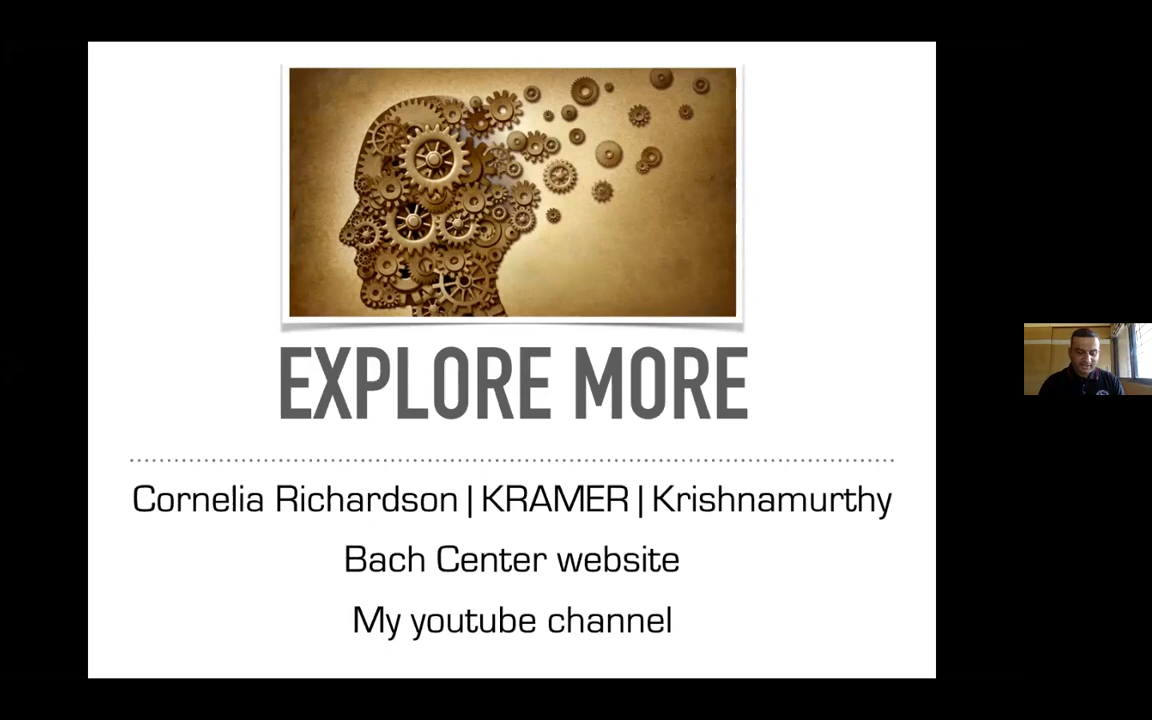 EXPLORE MORE
Cornelia Richardson|KRAMER|Krishnamurthy
Bach Center website
My youtube channel